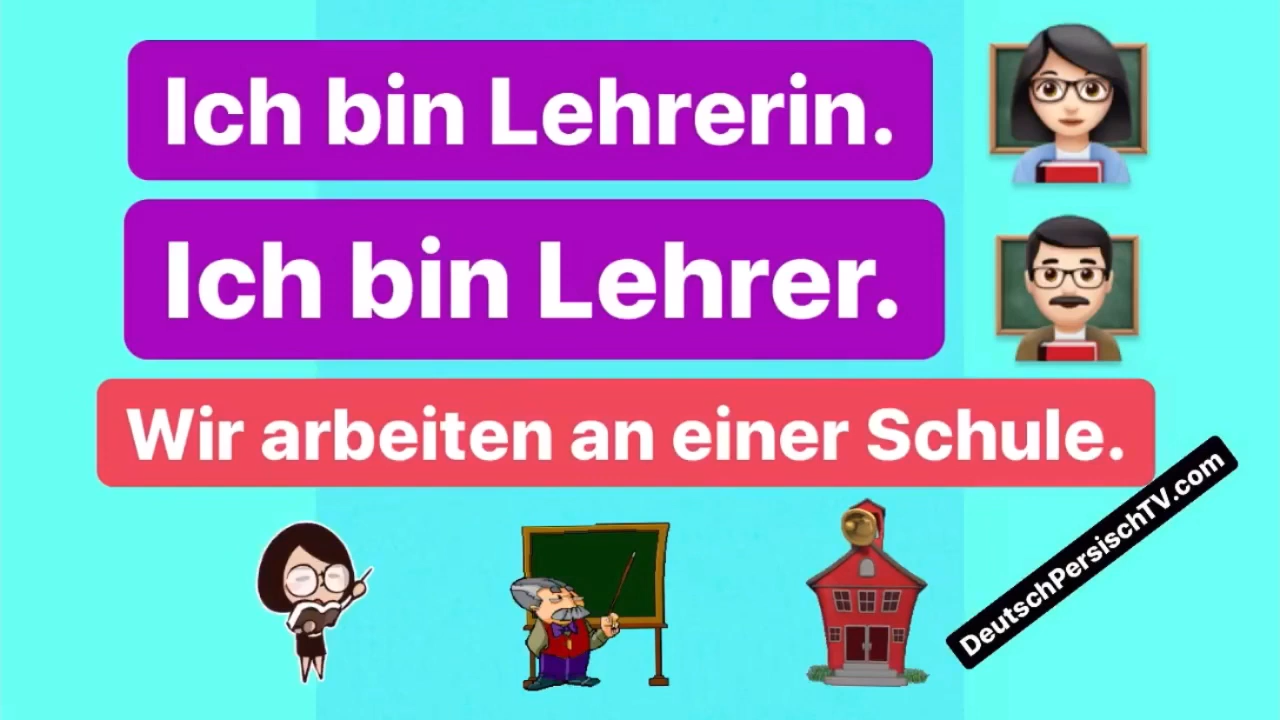 Ich bin Lehrerin.
Ich bin Lehrer.
Wir arbeiten an einer Schule.
DeutschPersischTV.com